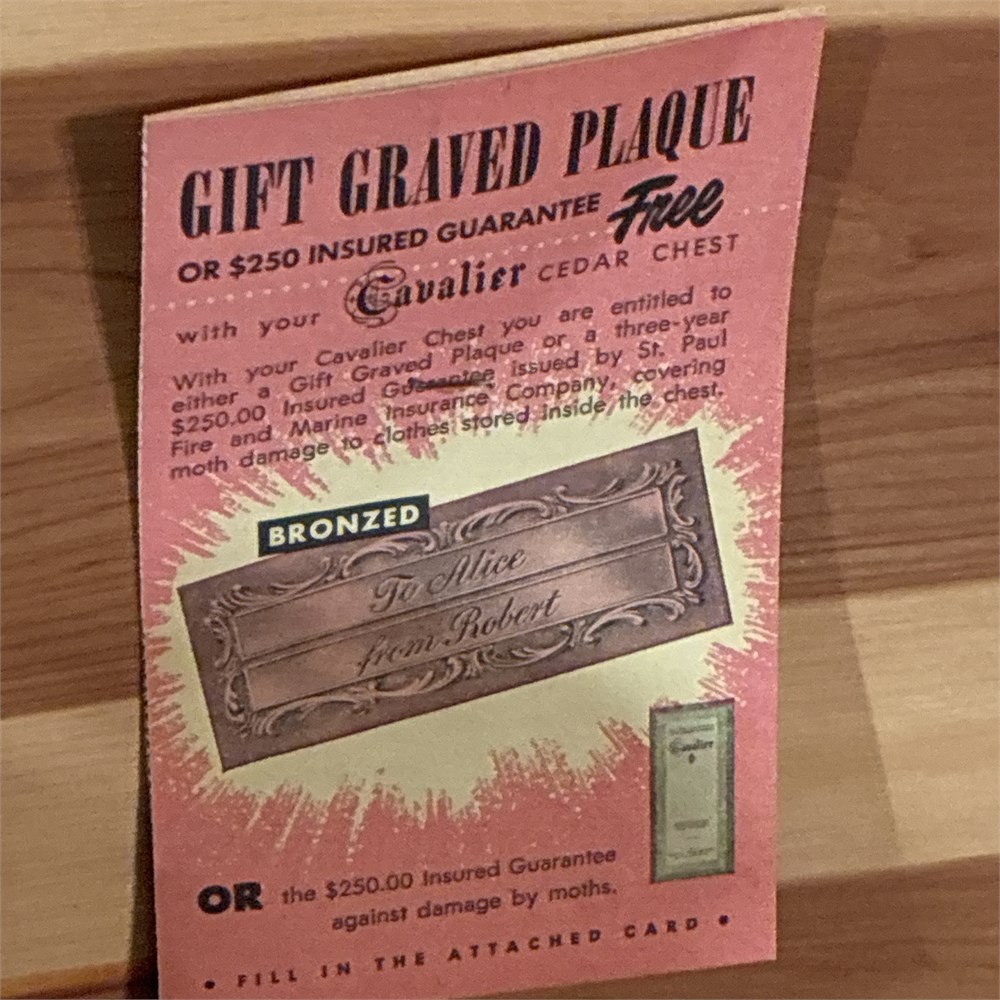 GIFT GRAVED PLAQUE
OR $250 INSURED GUARANTEE Free
with your Cavalier CEDAR CHEST
With your Cavalier Chest you are entitled to
either a Gift Graved Plaque or a three-year
$250.00 Insured Guarantee issued by St. Paul
Fire and Marine Insurance Company, covering
moth damage to clothes stored inside the chest.
BRONZED
To Alice
from Robert
Cavalier
OR the $250.00 Insured Guarantee
against damage by moths.
• FILL IN THE ATTACHED CARD •